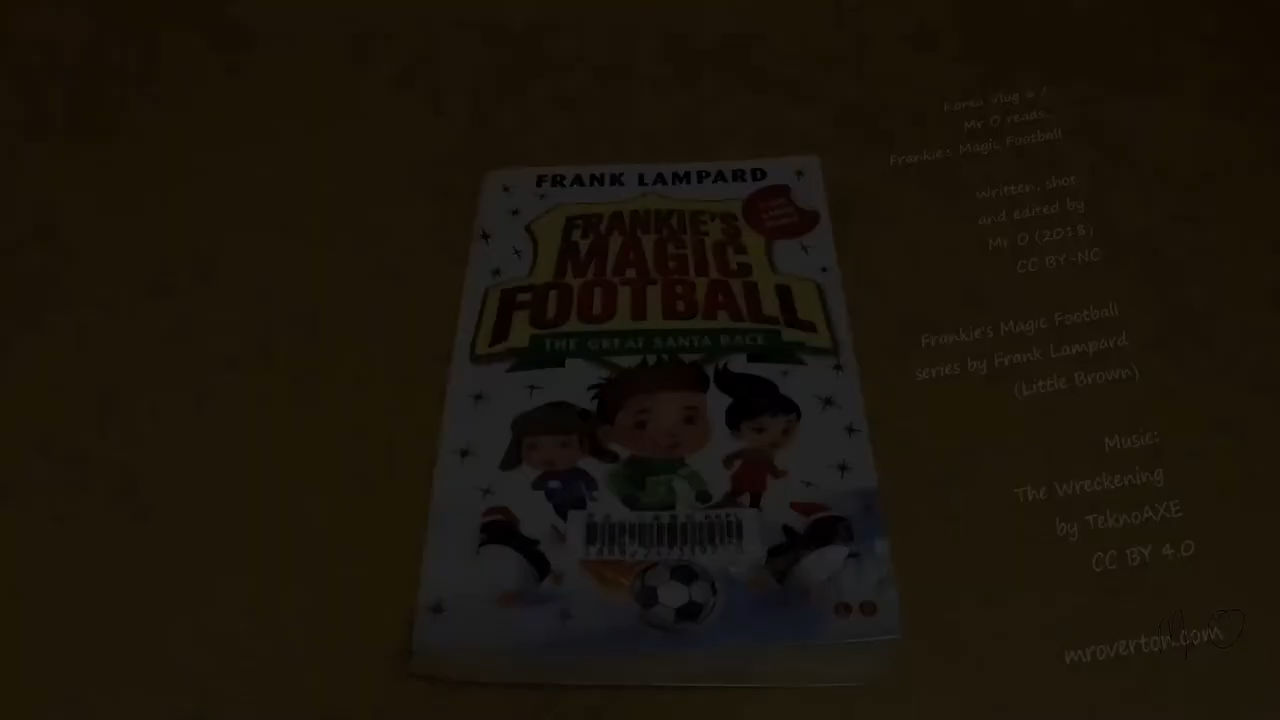 FRANK LAMPARD
FRANKIE'S
MAGIC
FOOTBALL
THE GREAT SANTA RACE
Korea Vlog
Mr O reads
Frankie's Magic Football
Written, shot
and edited by
Mr O (2018)
CC BY-NC
Frankie's Magic Football
series by Frank Lampard
(Little Brown)
Music:
The Wreckening
by TeknoAXE
CC BY 4.0
mroverton.com